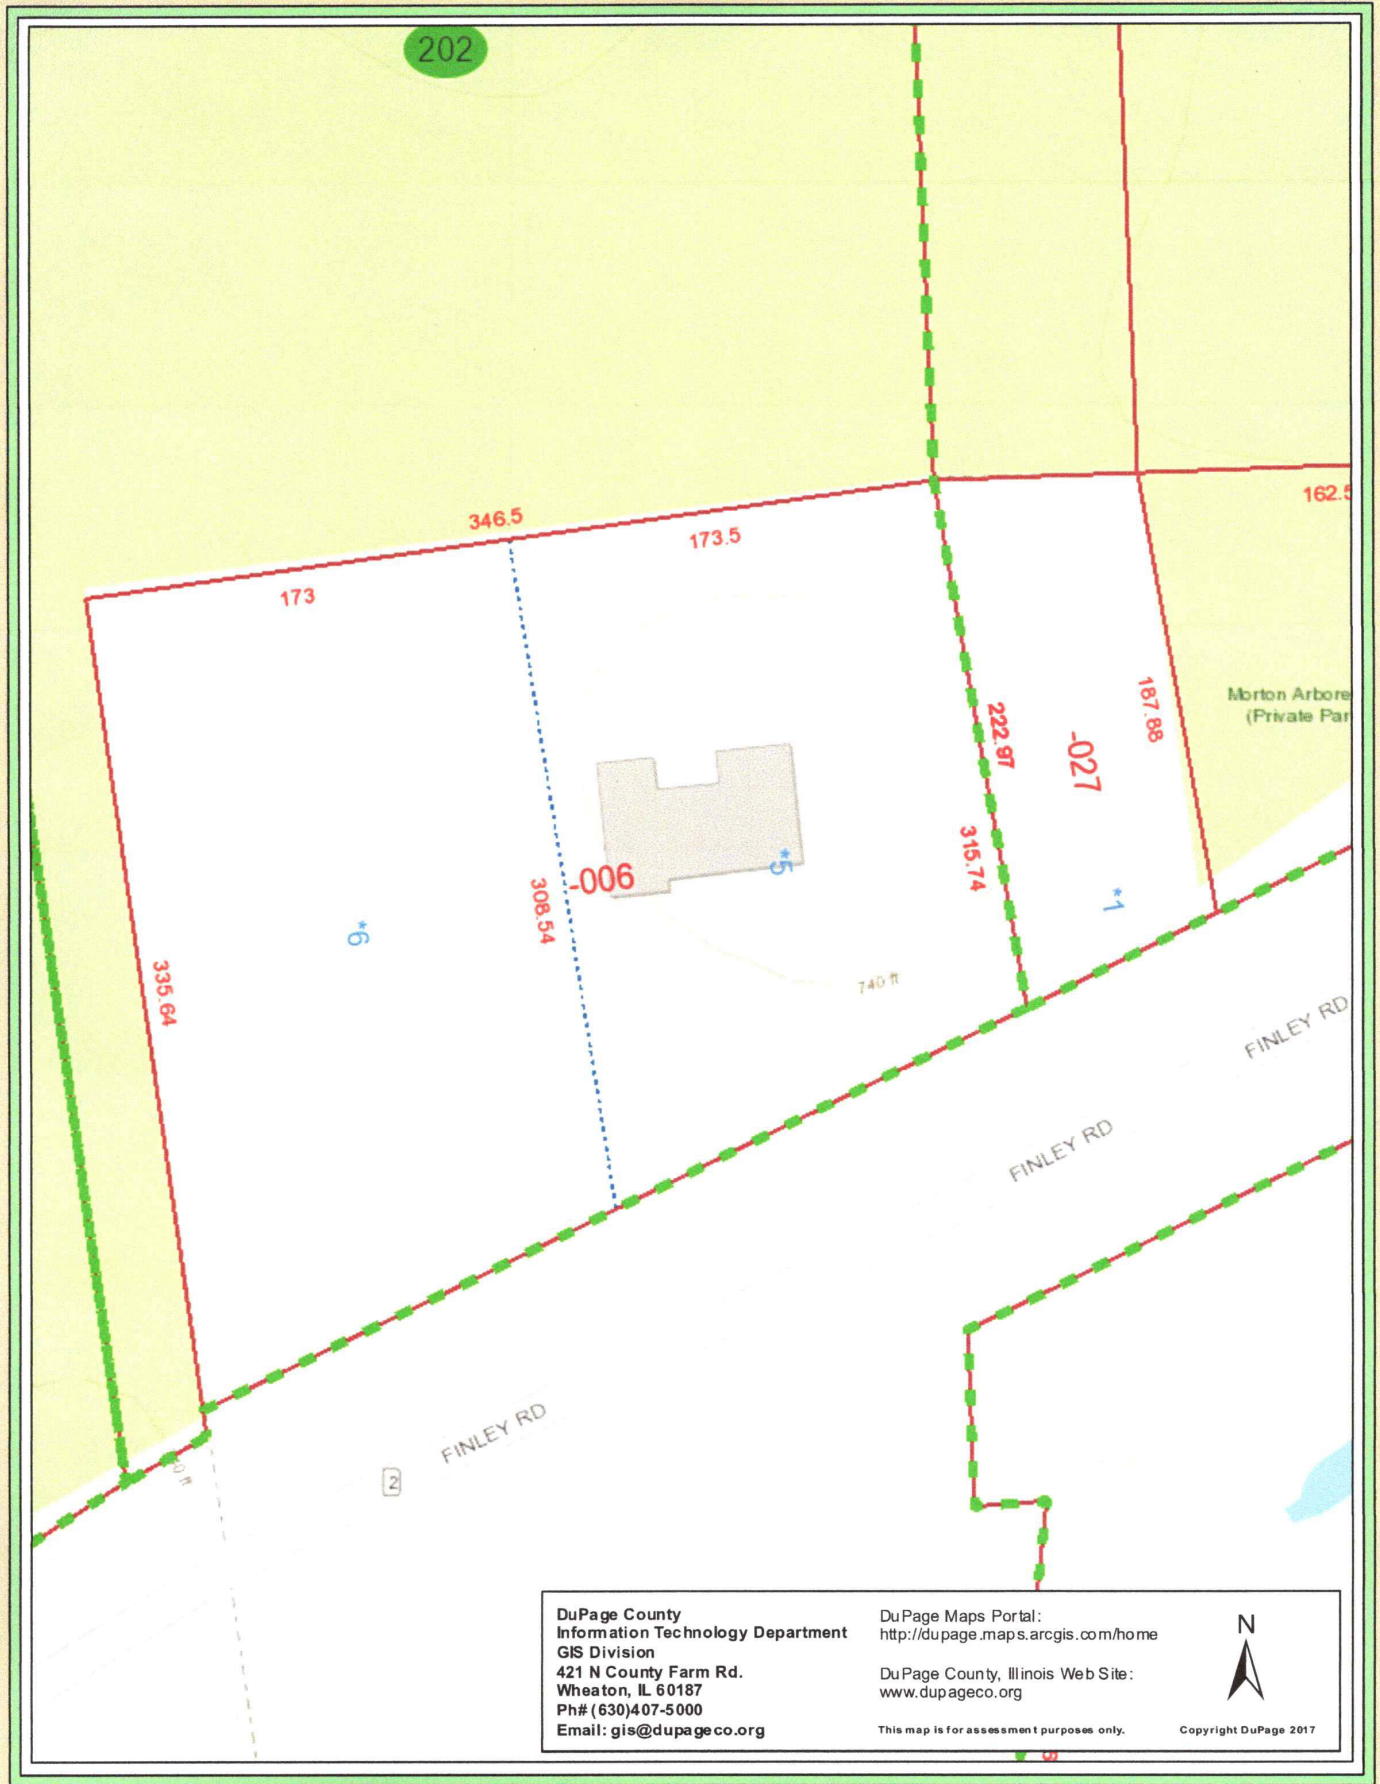 202
346.5
173.5
173
162.5
187.88
Morton Arbore
(Private Par
222.97
-027
315.74
*5
-006
308.54
*1
*6
335.64
740 ft
FINLEY RD
FINLEY RD
FINLEY RD
0 ft
2
DuPage County
Information Technology Department
GIS Division
421 N County Farm Rd.
Wheaton, IL 60187
Ph# (630)407-5000
Email: gis@dupageco.org
DuPage Maps Portal:
http://dupage.maps.arcgis.com/home
DuPage County, Illinois Web Site:
www.dupageco.org
This map is for assessment purposes only.
N
Copyright DuPage 2017